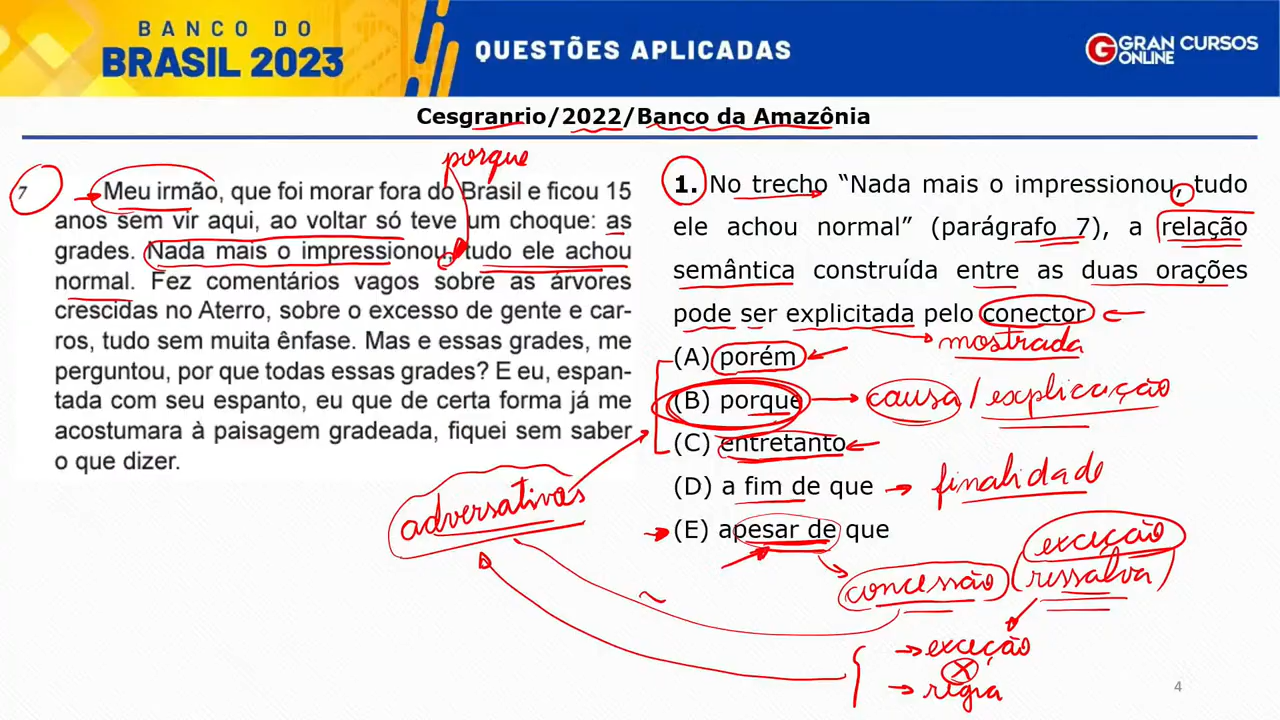 BANCO DO
BRASIL 2023
QUESTÕES APLICADAS
GRAN CURSOS
ONLINE
Cesgranrio/2022/Banco da Amazônia
porque
7
Meu irmão, que foi morar fora do Brasil e ficou 15
anos sem vir aqui, ao voltar só teve um choque: as
grades. Nada mais o impressionou, tudo ele achou
normal. Fez comentários vagos sobre as árvores
crescidas no Aterro, sobre o excesso de gente e car-
ros, tudo sem muita ênfase. Mas e essas grades, me
perguntou, por que todas essas grades? E eu, espan-
tada com seu espanto, eu que de certa forma já me
acostumara à paisagem gradeada, fiquei sem saber
o que dizer.
adversativas
1. No trecho “Nada mais o impressionou, tudo
ele achou normal” (parágrafo 7), a relação
semântica construída entre as duas orações
pode ser explicitada pelo conector
mostrada
(A) porém
(B) porque
causa / explicação
(C) entretanto
(D) a fim de que
finalidade
(E) apesar de que
exceção
concessão
ressalva
exceção
X
regra
4